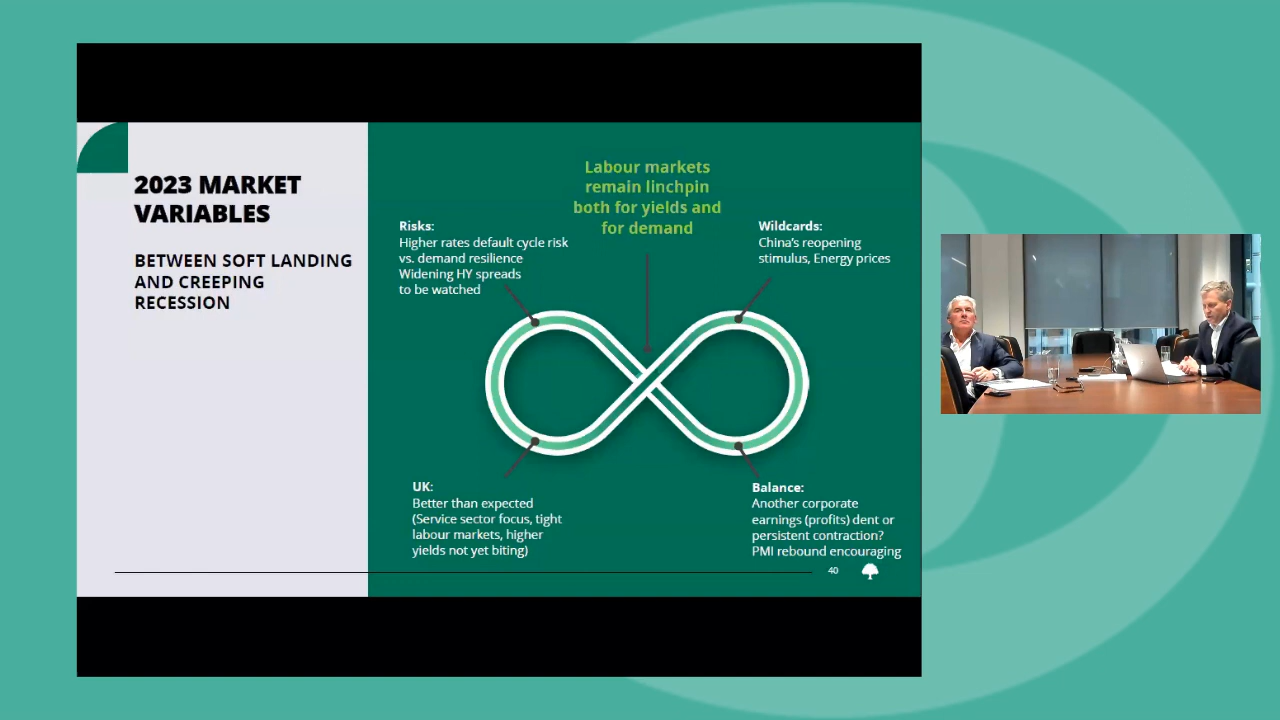 2023 MARKET
VARIABLES
BETWEEN SOFT LANDING
AND CREEPING
RECESSION
Labour markets
remain linchpin
both for yields and
for demand
Risks:
Higher rates default cycle risk
vs. demand resilience
Widening HY spreads
to be watched
Wildcards:
China's reopening
stimulus, Energy prices
UK:
Better than expected
(Service sector focus, tight
labour markets, higher
yields not yet biting)
Balance:
Another corporate
earnings (profits) dent or
persistent contraction?
PMI rebound encouraging
40